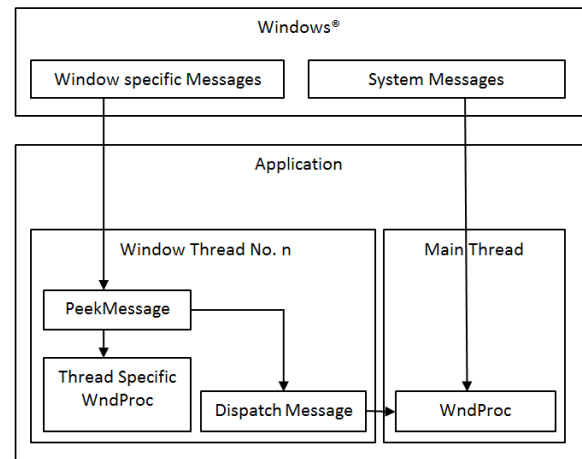 Windows®
Window specific Messages
System Messages
Application
Window Thread No. n
Main Thread
PeekMessage
Thread Specific
WndProc
Dispatch Message
WndProc